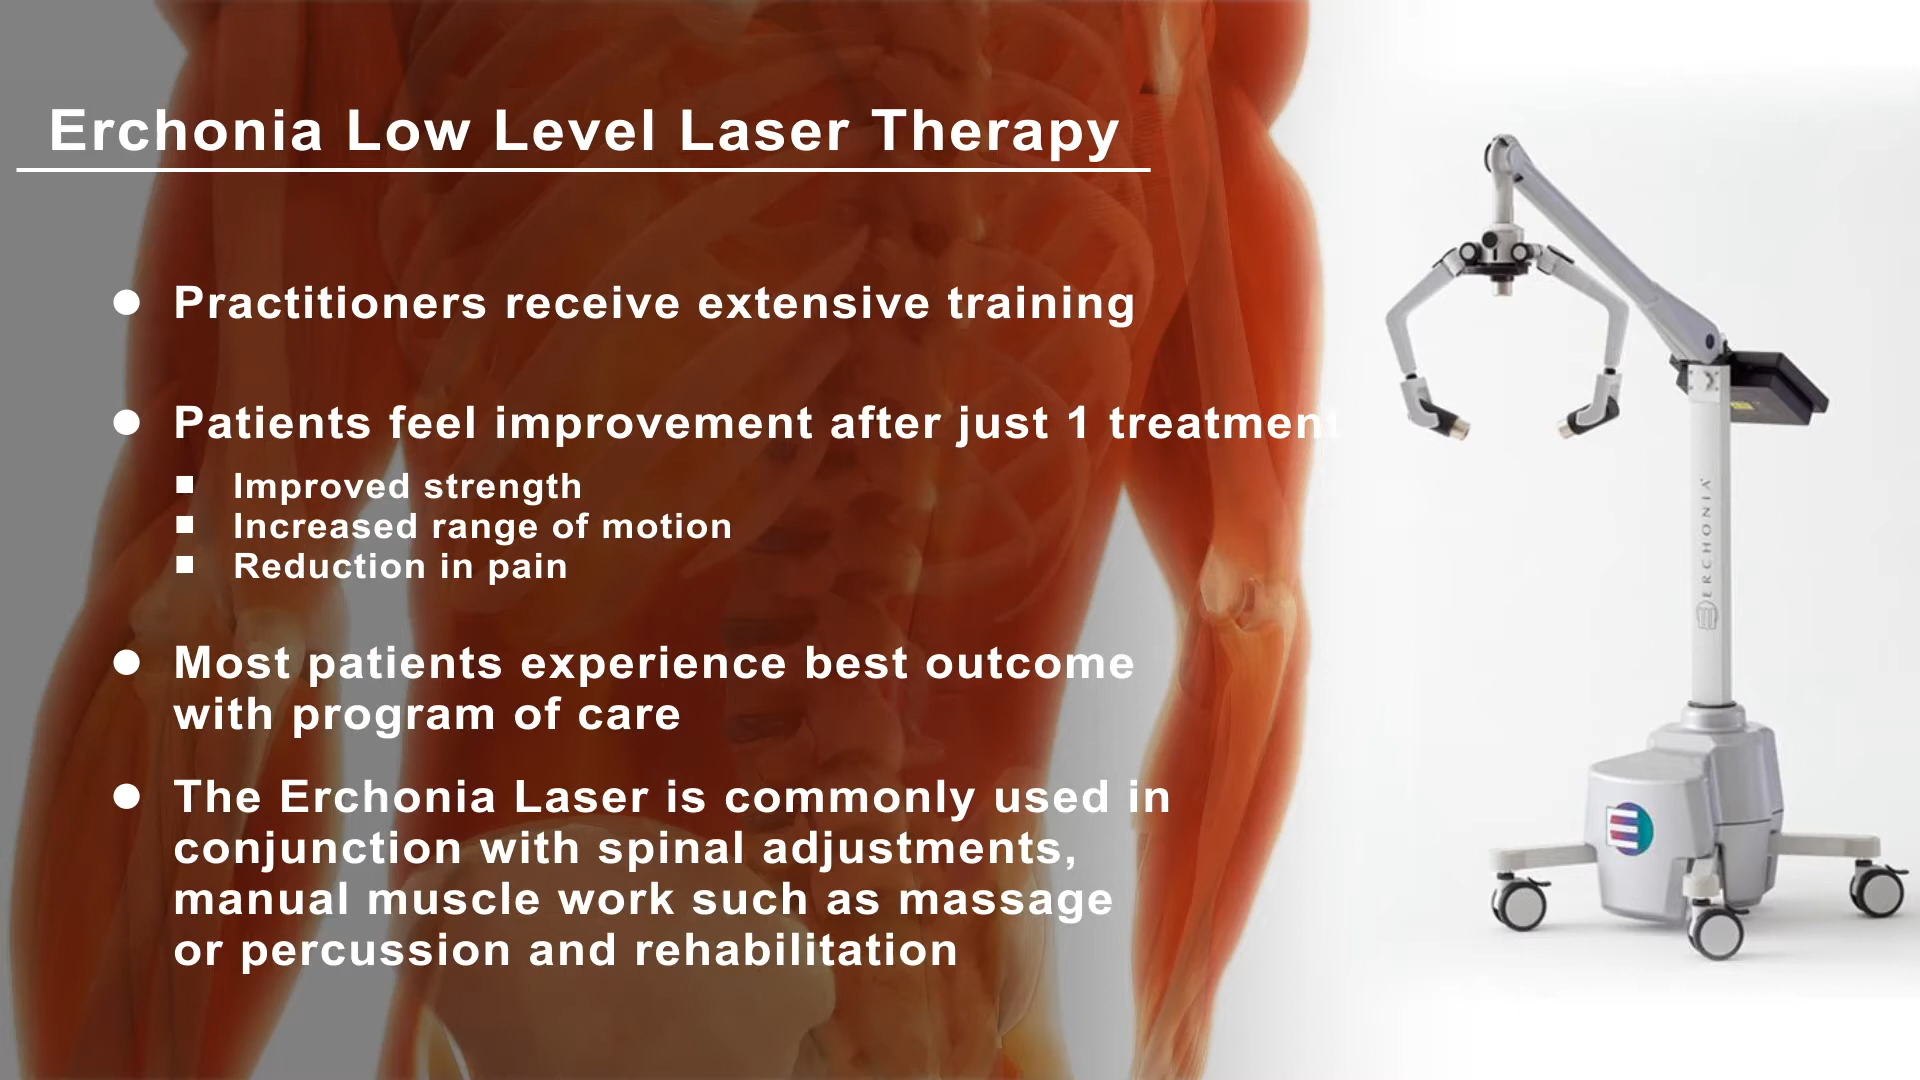 Erchonia Low Level Laser Therapy
● Practitioners receive extensive training
● Patients feel improvement after just 1 treatment
■ Improved strength
■ Increased range of motion
■ Reduction in pain
● Most patients experience best outcome
with program of care
● The Erchonia Laser is commonly used in
conjunction with spinal adjustments,
manual muscle work such as massage
or percussion and rehabilitation
ERCHONIA